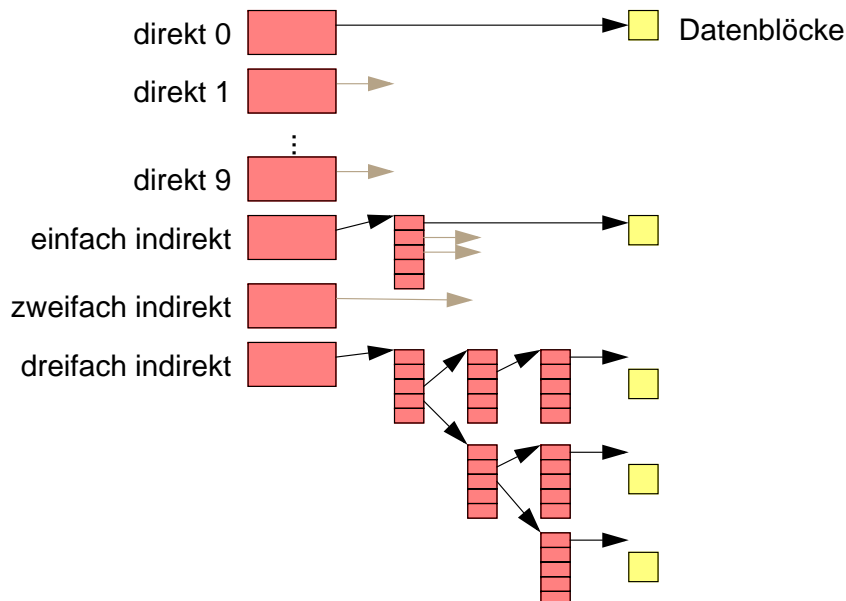 direkt 0
Datenblöcke
direkt 1
⋮
direkt 9
einfach indirekt
zweifach indirekt
dreifach indirekt